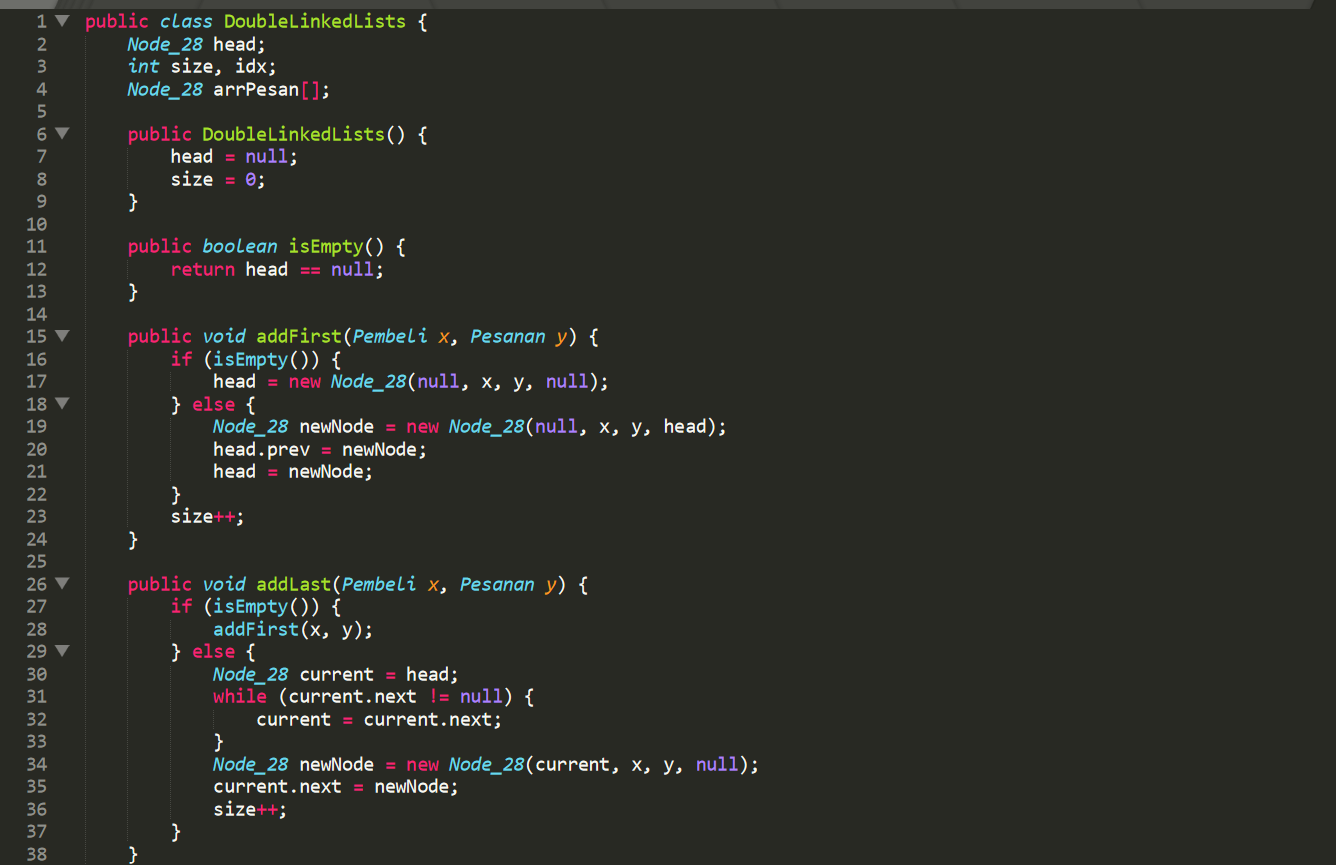 1 public class DoubleLinkedLists {
2 Node_28 head;
3 int size, idx;
4 Node_28 arrPesan[];
5
6 public DoubleLinkedLists() {
7 head = null;
8 size = 0;
9 }
10
11 public boolean isEmpty() {
12 return head == null;
13 }
14
15 public void addFirst(Pembeli x, Pesanan y) {
16 if (isEmpty()) {
17 head = new Node_28(null, x, y, null);
18 } else {
19 Node_28 newNode = new Node_28(null, x, y, head);
20 head.prev = newNode;
21 head = newNode;
22 }
23 size++;
24 }
25
26 public void addLast(Pembeli x, Pesanan y) {
27 if (isEmpty()) {
28 addFirst(x, y);
29 } else {
30 Node_28 current = head;
31 while (current.next != null) {
32 current = current.next;
33 }
34 Node_28 newNode = new Node_28(current, x, y, null);
35 current.next = newNode;
36 size++;
37 }
38 }